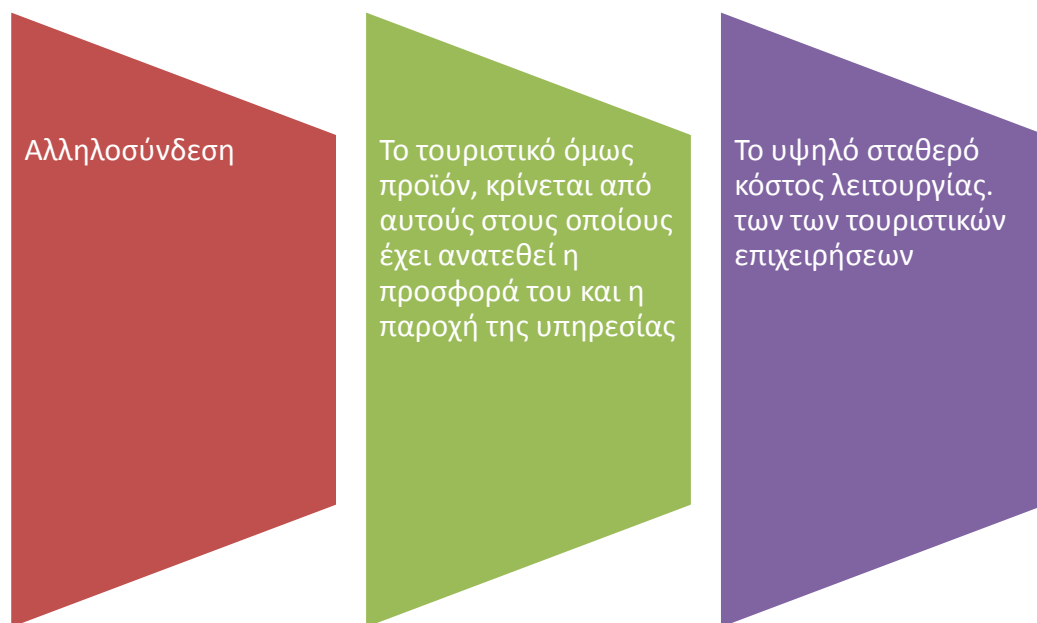 Αλληλοσύνδεση
Το τουριστικό όμως
προϊόν, κρίνεται από
αυτούς στους οποίους
έχει ανατεθεί η
προσφορά του και η
παροχή της υπηρεσίας
Το υψηλό σταθερό
κόστος λειτουργίας.
των των τουριστικών
επιχειρήσεων